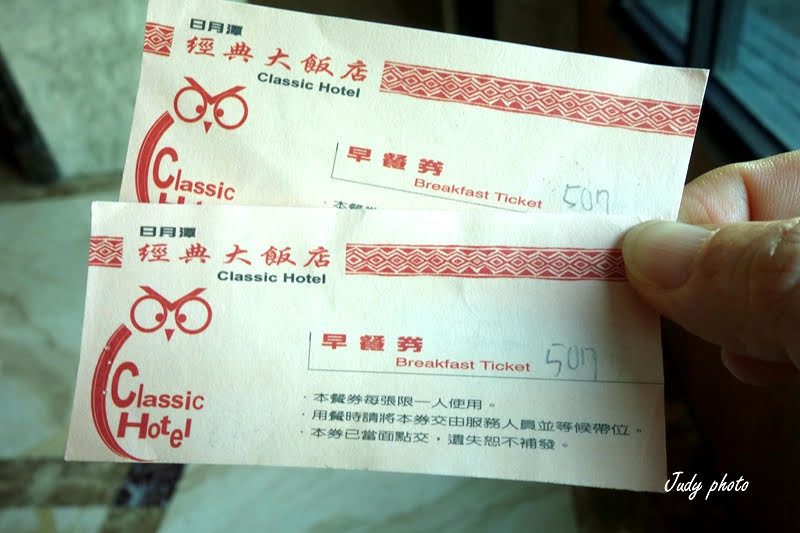 日月潭
經典大飯店
Classic Hotel
早餐券
Breakfast Ticket
507
Classic
日月潭
經典大飯店
Classic Hotel
早餐券
Breakfast Ticket
507
Classic
Hotel
·本餐券每張限一人使用。
·用餐時請將本券交由服務人員並等候帶位。
·本券已當面點交，遺失恕不補發。
Judy photo